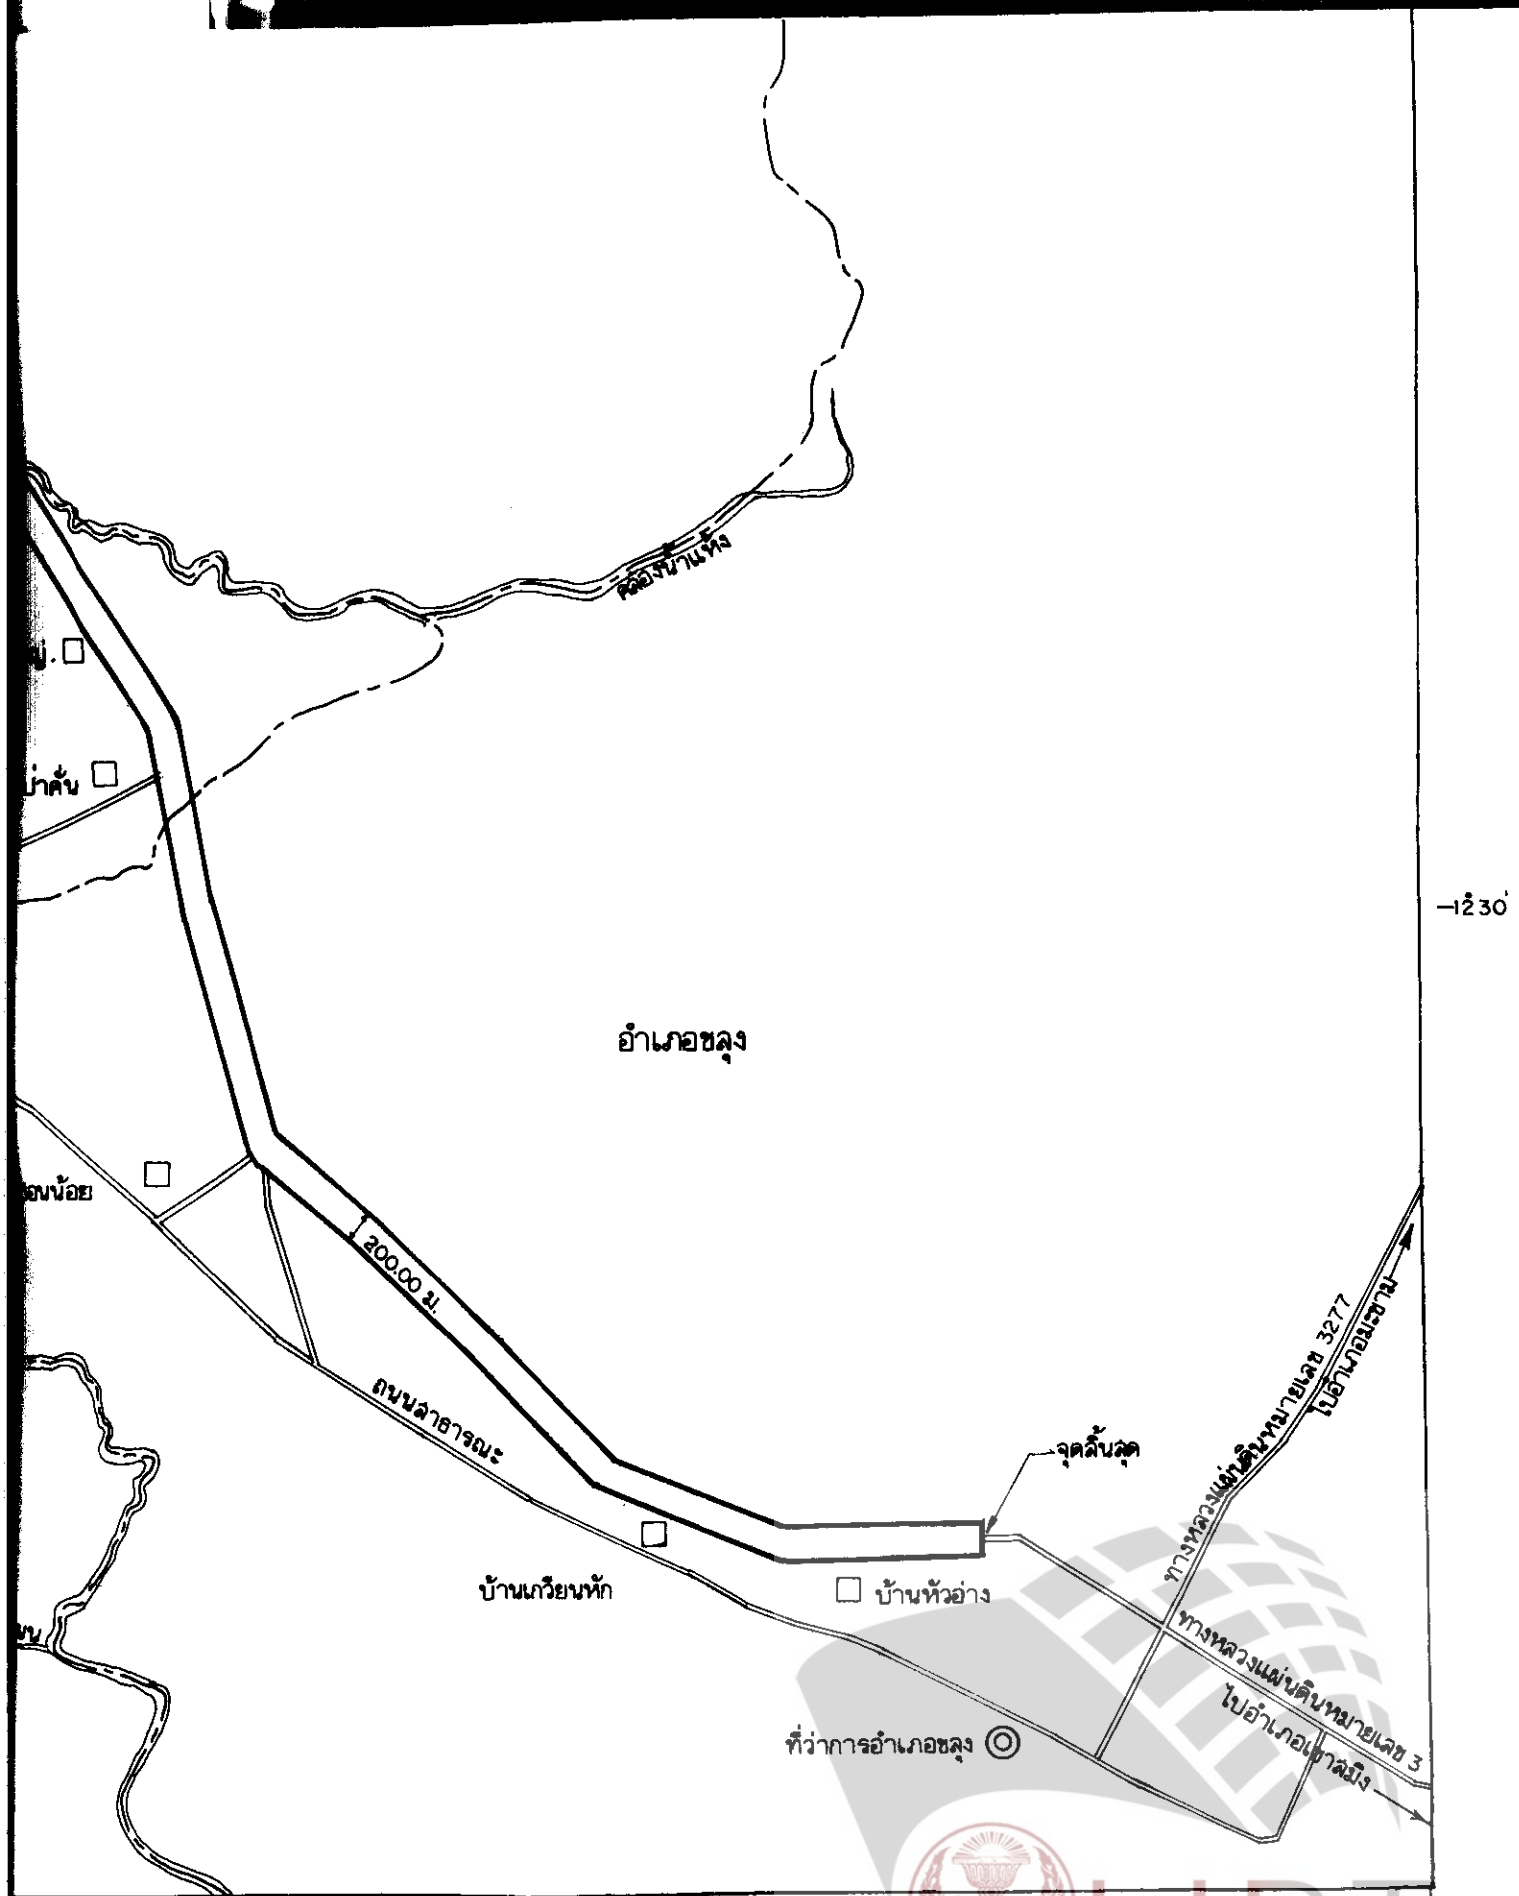 คลองน้ำแห้ง
ป่าคั่น
—12°30'
อำเภอขลุง
อนน้อย
200.00 ม.
ทางหลวงแผ่นดินหมายเลข 3277
ไปอำเภอมะขาม
ถนนสาธารณะ
จุดสิ้นสุด
บ้านเกวียนหัก
บ้านหัวอ่าง
ทางหลวงแผ่นดินหมายเลข 3
ไปอำเภอเขาสมิง
ที่ว่าการอำเภอขลุง